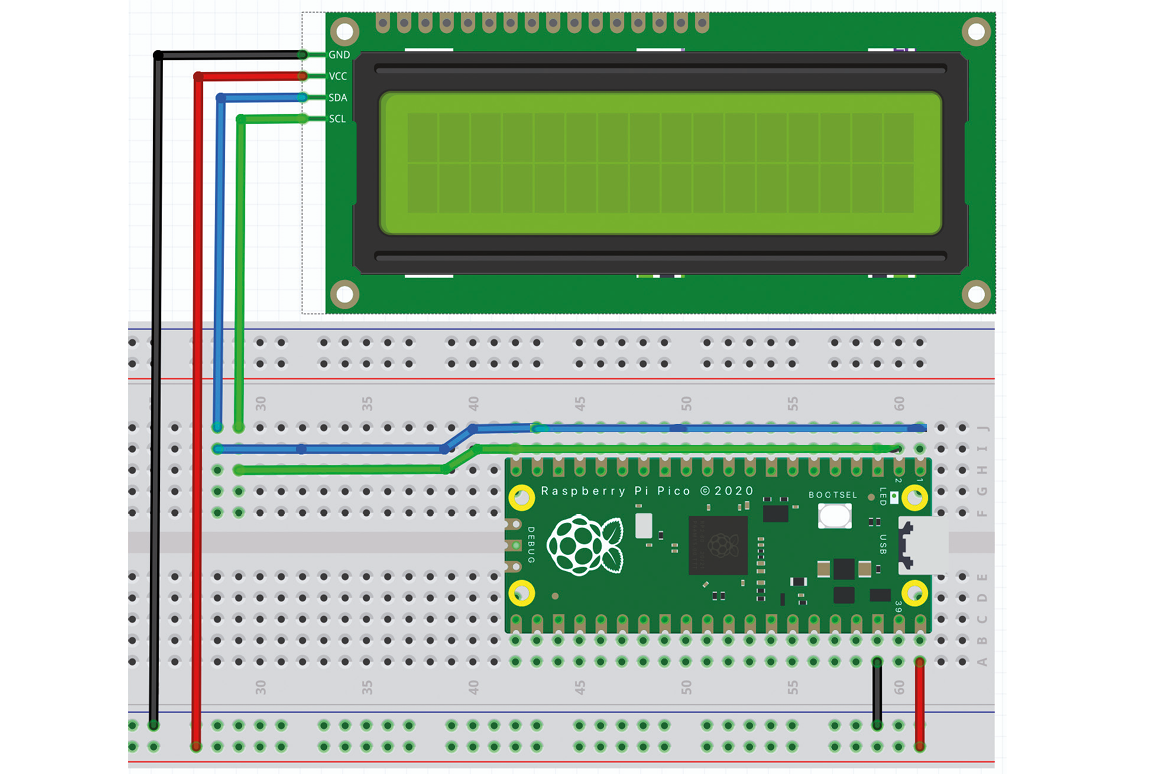 GND
VCC
SDA
SCL
30 35 40 45 50 55 60
J
I
H
G
F
2 1
Raspberry Pi Pico ©2020
BOOTSEL
LED
DEBUG
USB
39
E
D
C
B
A
30 35 40 45 50 55 60